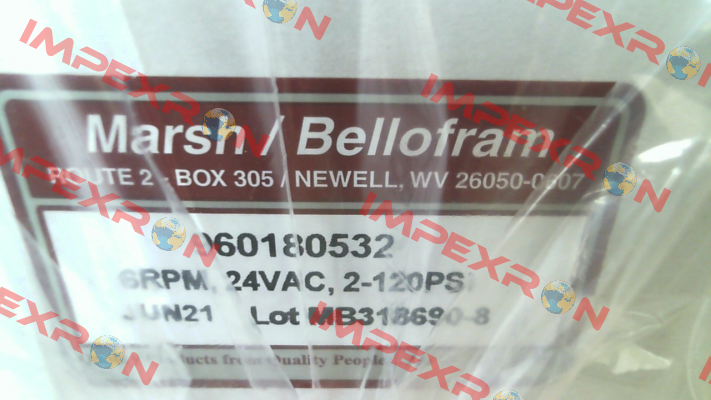 Marsh / Bellofram
ROUTE 2 - BOX 305 / NEWELL, WV 26050-0607
060180532
6RPM, 24VAC, 2-120PSI
JUN21 Lot MB318690-8
Products from Quality People
IMPEXRON